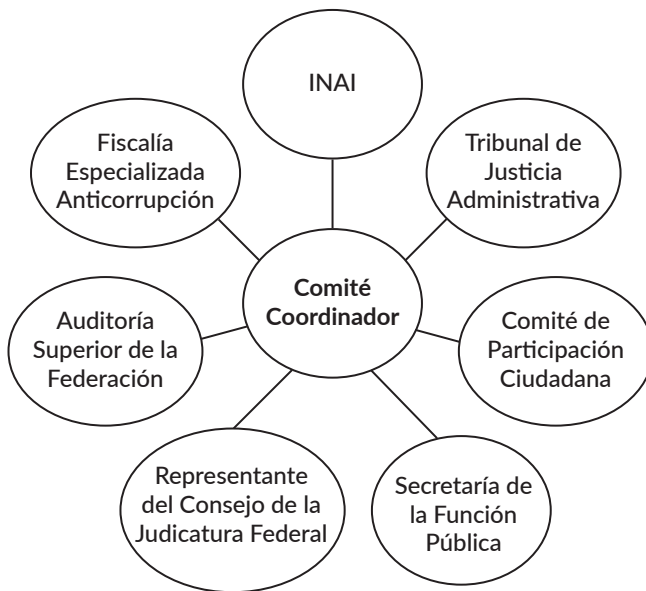 INAI
Fiscalía
Especializada
Anticorrupción
Tribunal de
Justicia
Administrativa
Comité
Coordinador
Auditoría
Superior de la
Federación
Comité de
Participación
Ciudadana
Representante
del Consejo de la
Judicatura Federal
Secretaría de
la Función
Pública